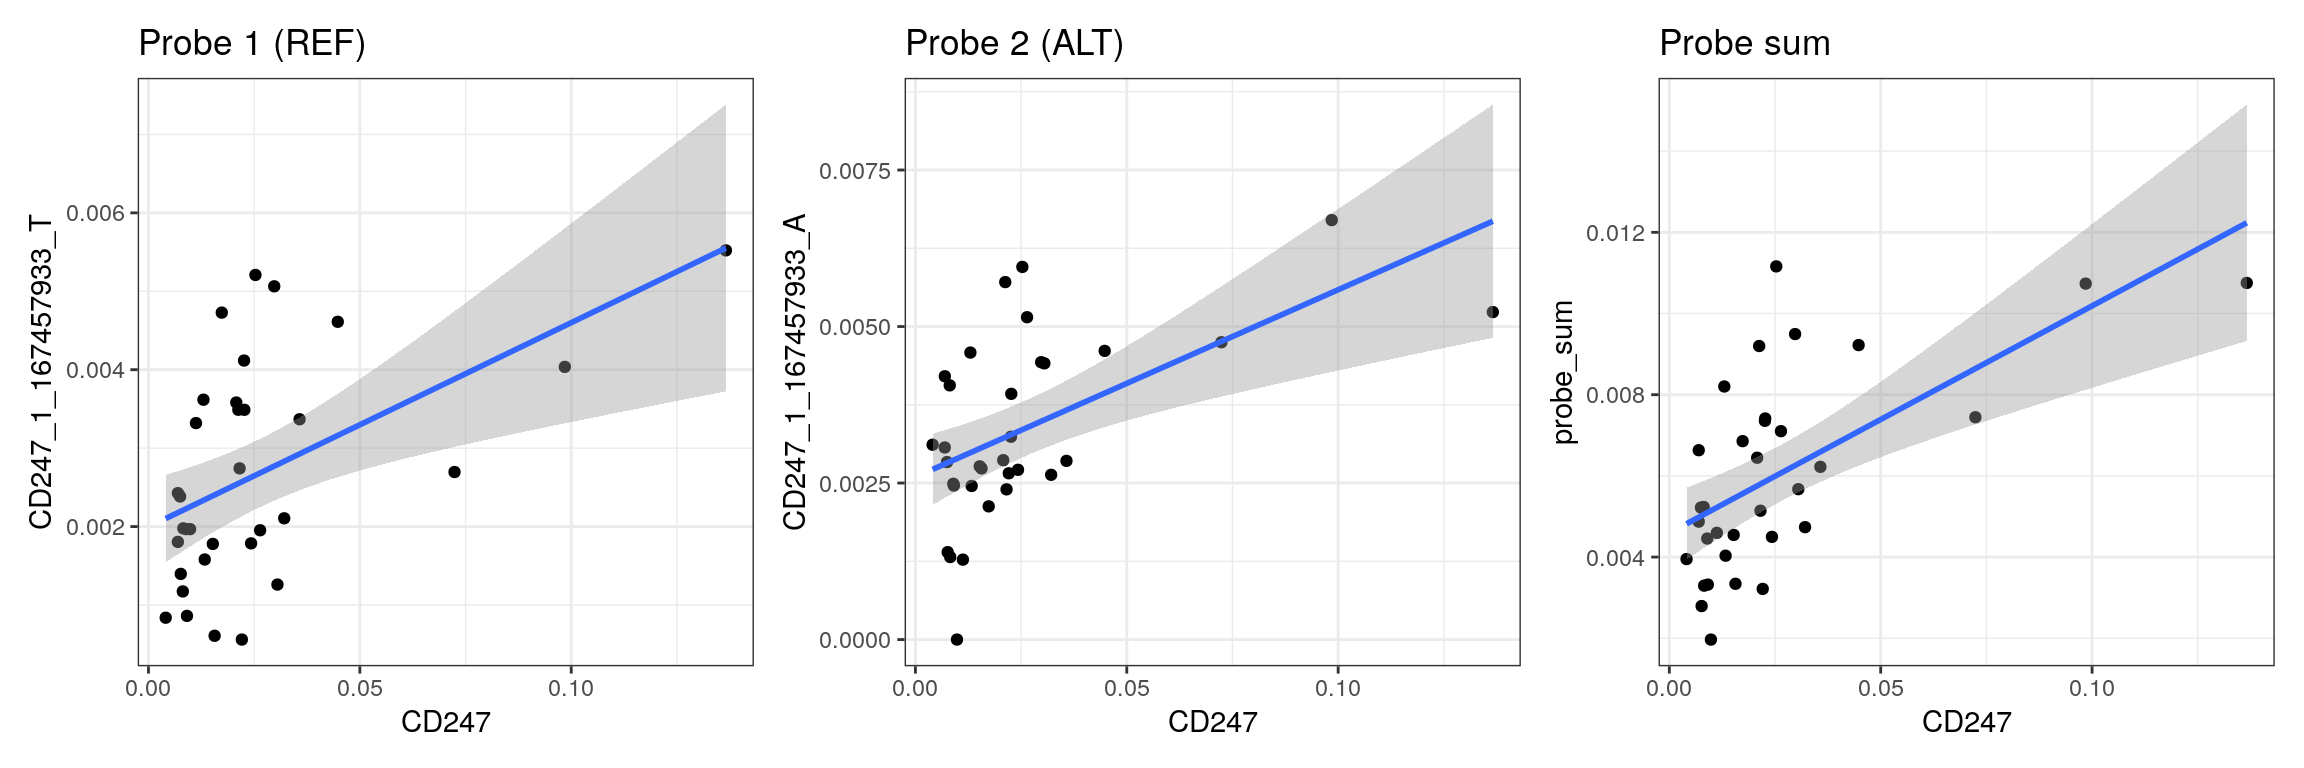 Probe 1 (REF)
CD247_1_167457933_T
0.006
0.004
0.002
0.00 0.05 0.10
CD247
Probe 2 (ALT)
CD247_1_167457933_A
0.0075
0.0050
0.0025
0.0000
0.00 0.05 0.10
CD247
Probe sum
probe_sum
0.012
0.008
0.004
0.00 0.05 0.10
CD247